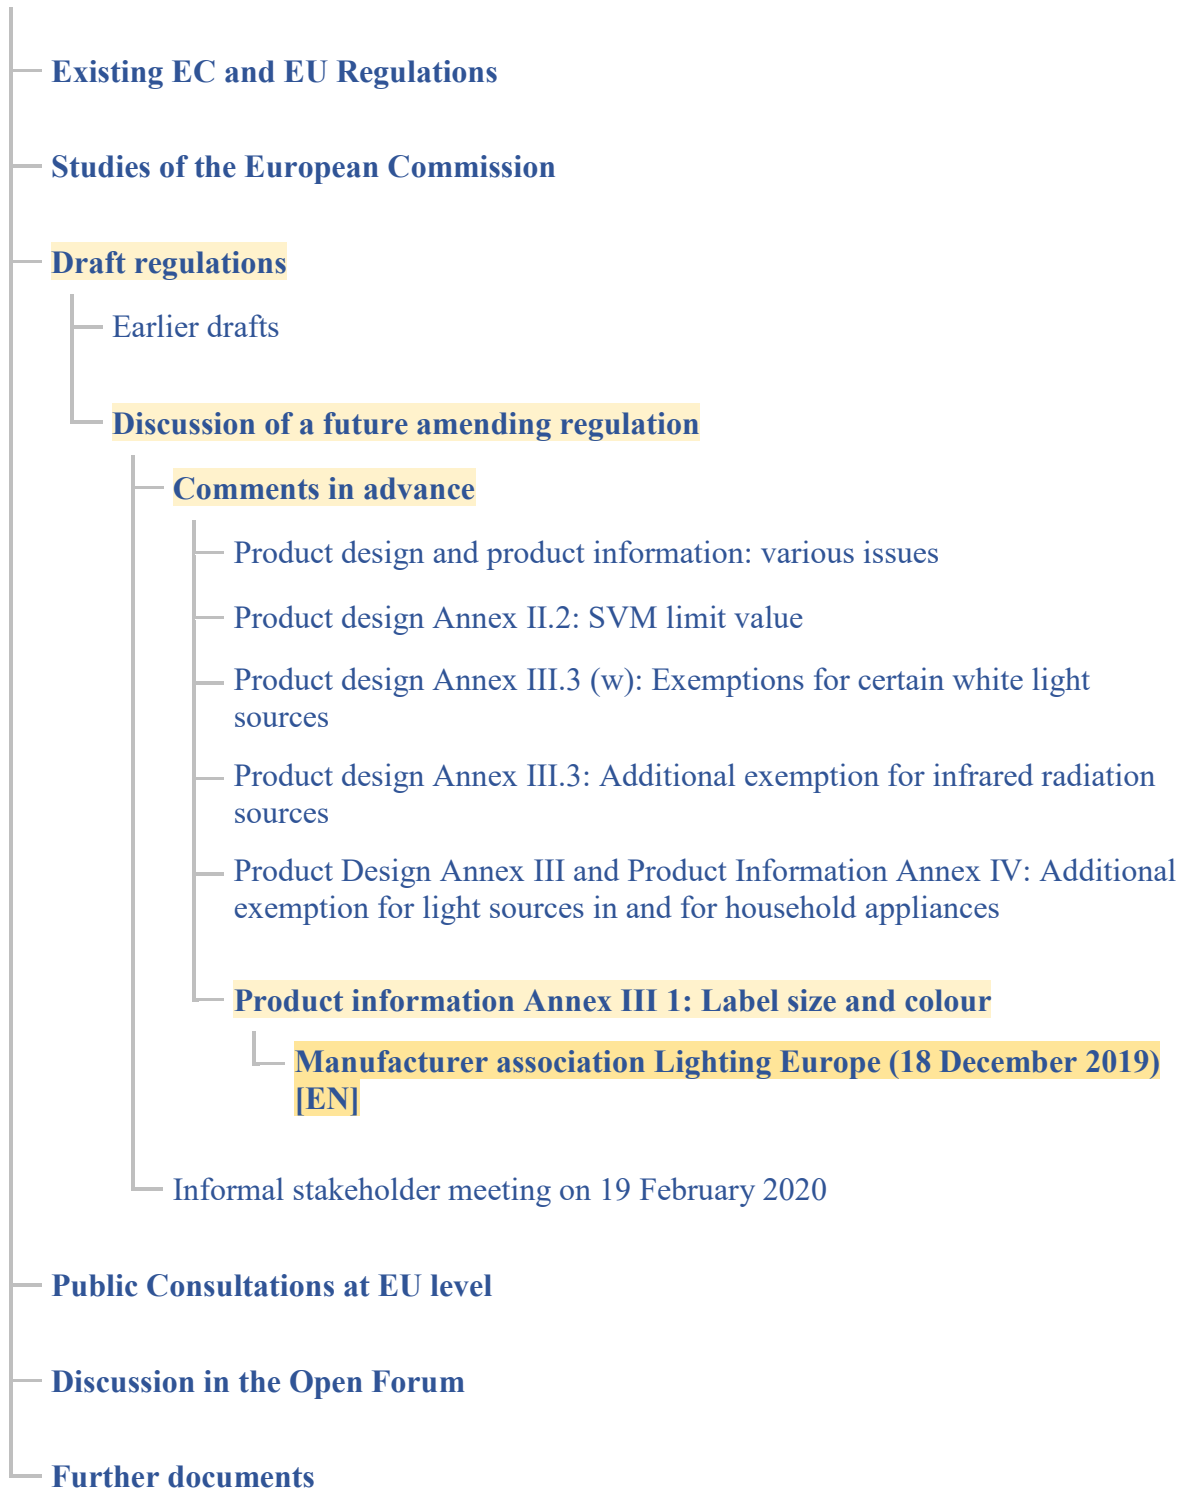 Existing EC and EU Regulations
Studies of the European Commission
Draft regulations
Earlier drafts
Discussion of a future amending regulation
Comments in advance
Product design and product information: various issues
Product design Annex II.2: SVM limit value
Product design Annex III.3 (w): Exemptions for certain white light
sources
Product design Annex III.3: Additional exemption for infrared radiation
sources
Product Design Annex III and Product Information Annex IV: Additional
exemption for light sources in and for household appliances
Product information Annex III 1: Label size and colour
Manufacturer association Lighting Europe (18 December 2019)
[EN]
Informal stakeholder meeting on 19 February 2020
Public Consultations at EU level
Discussion in the Open Forum
Further documents